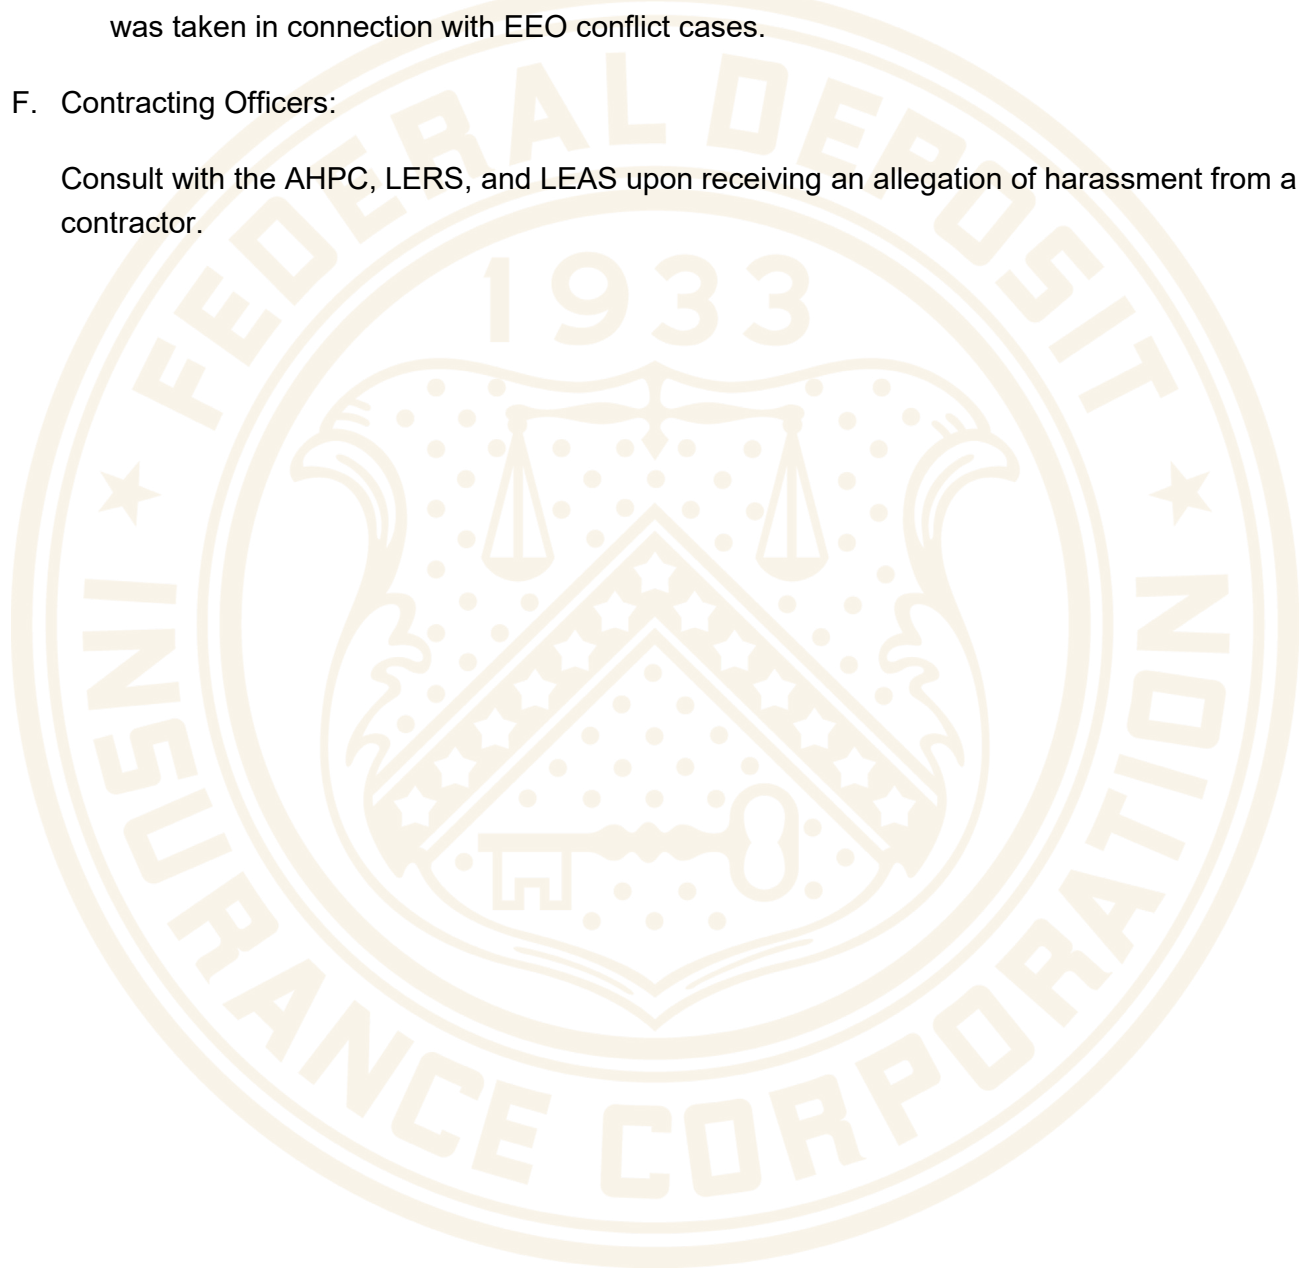 was taken in connection with EEO conflict cases.
F. Contracting Officers:
Consult with the AHPC, LERS, and LEAS upon receiving an allegation of harassment from a
contractor.
FEDERAL DEPOSIT
INSURANCE CORPORATION
1933